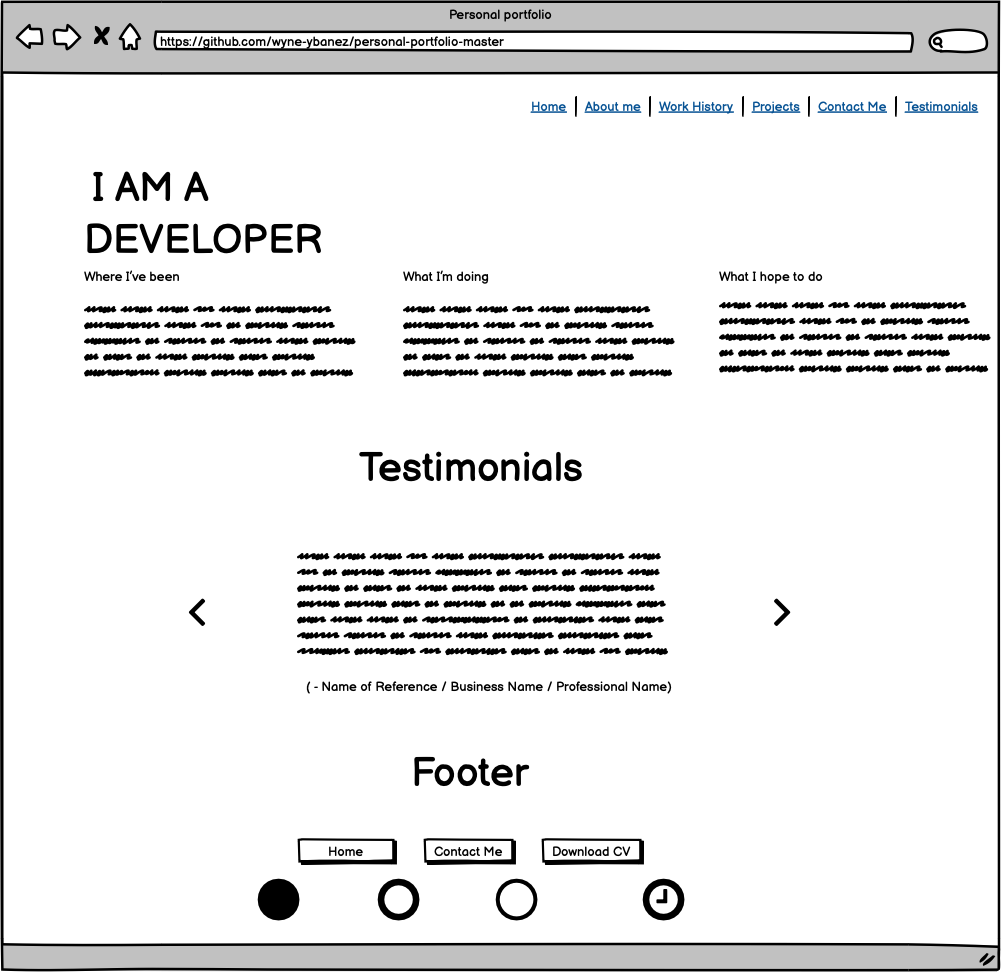 Personal portfolio
https://github.com/wyne-ybanez/personal-portfolio-master
Home About me Work History Projects Contact Me Testimonials
I AM A
DEVELOPER
Where I've been What I'm doing What I hope to do
Testimonials
( - Name of Reference / Business Name / Professional Name)
Footer
Home Contact Me Download CV